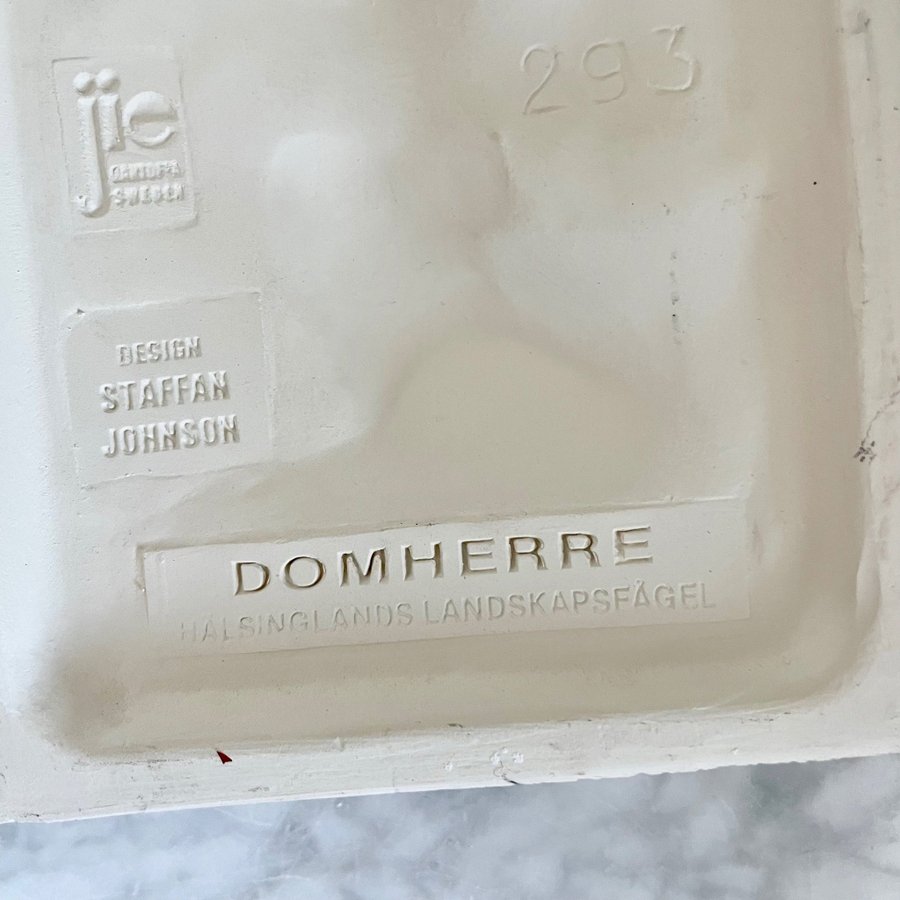 293
jie
GANTOFTA
SWEDEN
DESIGN
STAFFAN
JOHNSON
DOMHERRE
HÄLSINGLANDS LANDSKAPSFÅGEL